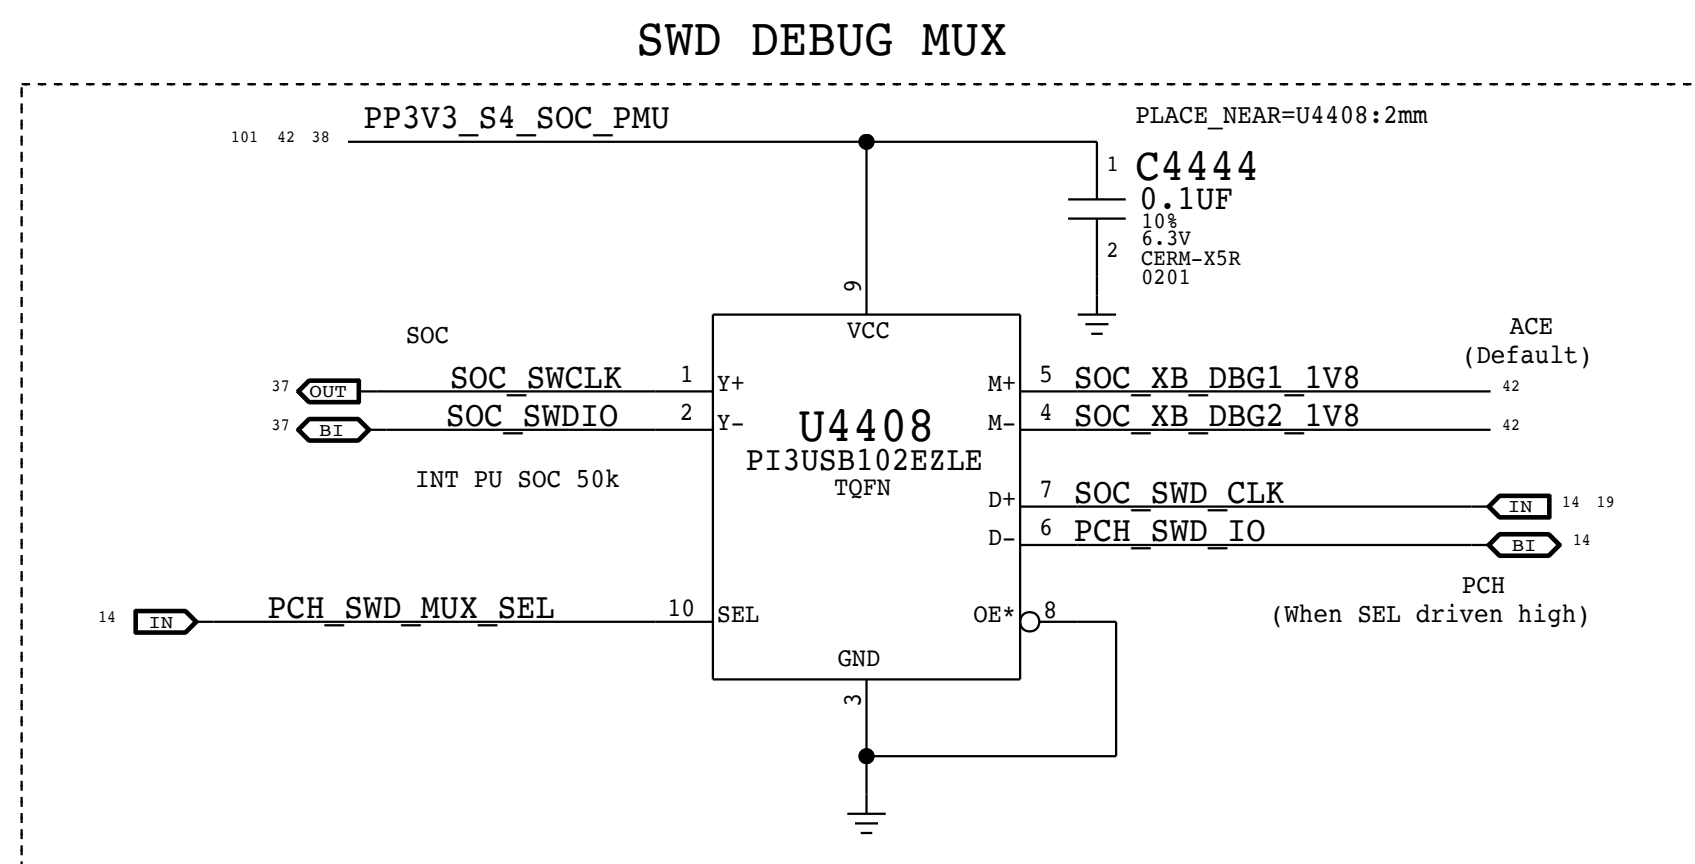 SWD DEBUG MUX
PP3V3_S4_SOC_PMU
101 42 38
PLACE_NEAR=U4408:2mm
1
C4444
0.1UF
10%
6.3V
CERM-X5R
0201
2
9
VCC
SOC
ACE
(Default)
37 OUT SOC_SWCLK 1 Y+
M+ 5 SOC_XB_DBG1_1V8 42
37 BI SOC_SWDIO 2 Y-
M- 4 SOC_XB_DBG2_1V8 42
U4408
PI3USB102EZLE
TQFN
INT PU SOC 50k
D+ 7 SOC_SWD_CLK IN 14 19
D- 6 PCH_SWD_IO BI 14
PCH
(When SEL driven high)
14 IN PCH_SWD_MUX_SEL 10 SEL
OE* 8
GND
3